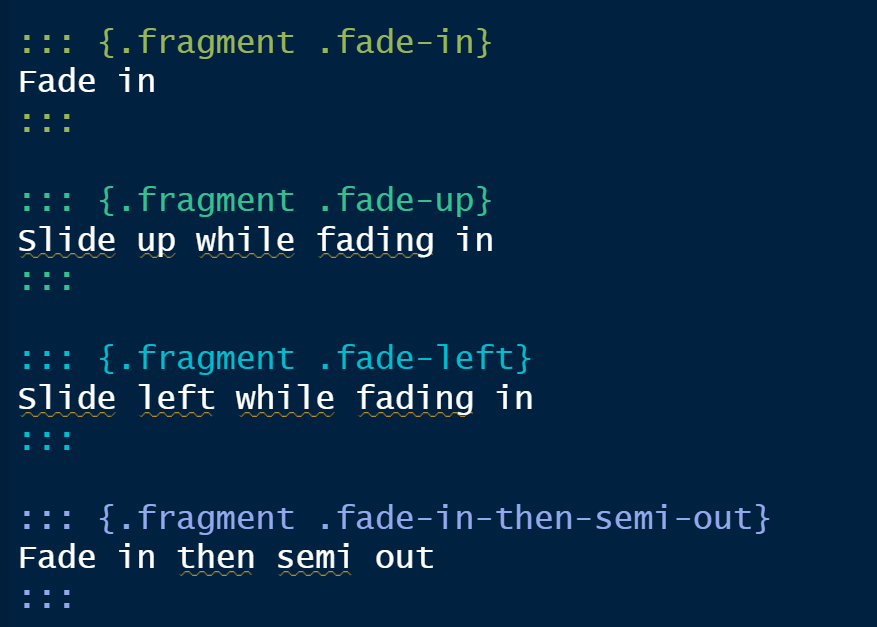 ::: {.fragment .fade-in}
Fade in
:::
::: {.fragment .fade-up}
Slide up while fading in
:::
::: {.fragment .fade-left}
Slide left while fading in
:::
::: {.fragment .fade-in-then-semi-out}
Fade in then semi out
:::